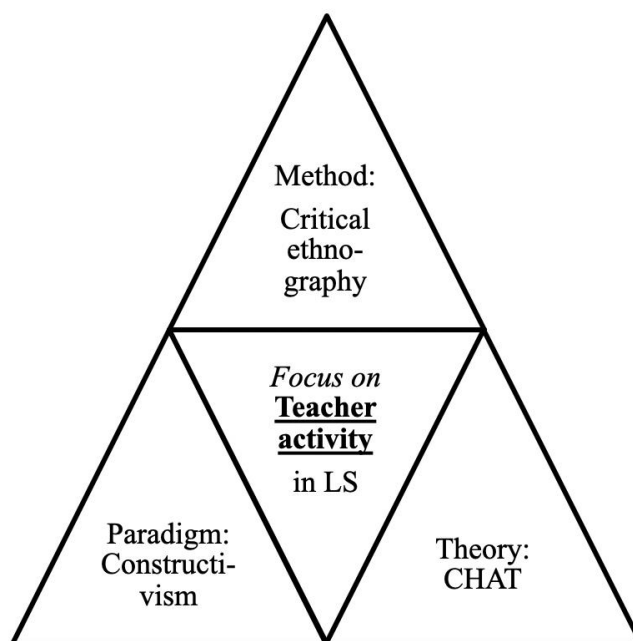 Method:
Critical
ethno-
graphy
Focus on
Teacher
activity
in LS
Paradigm:
Constructi-
vism
Theory:
CHAT